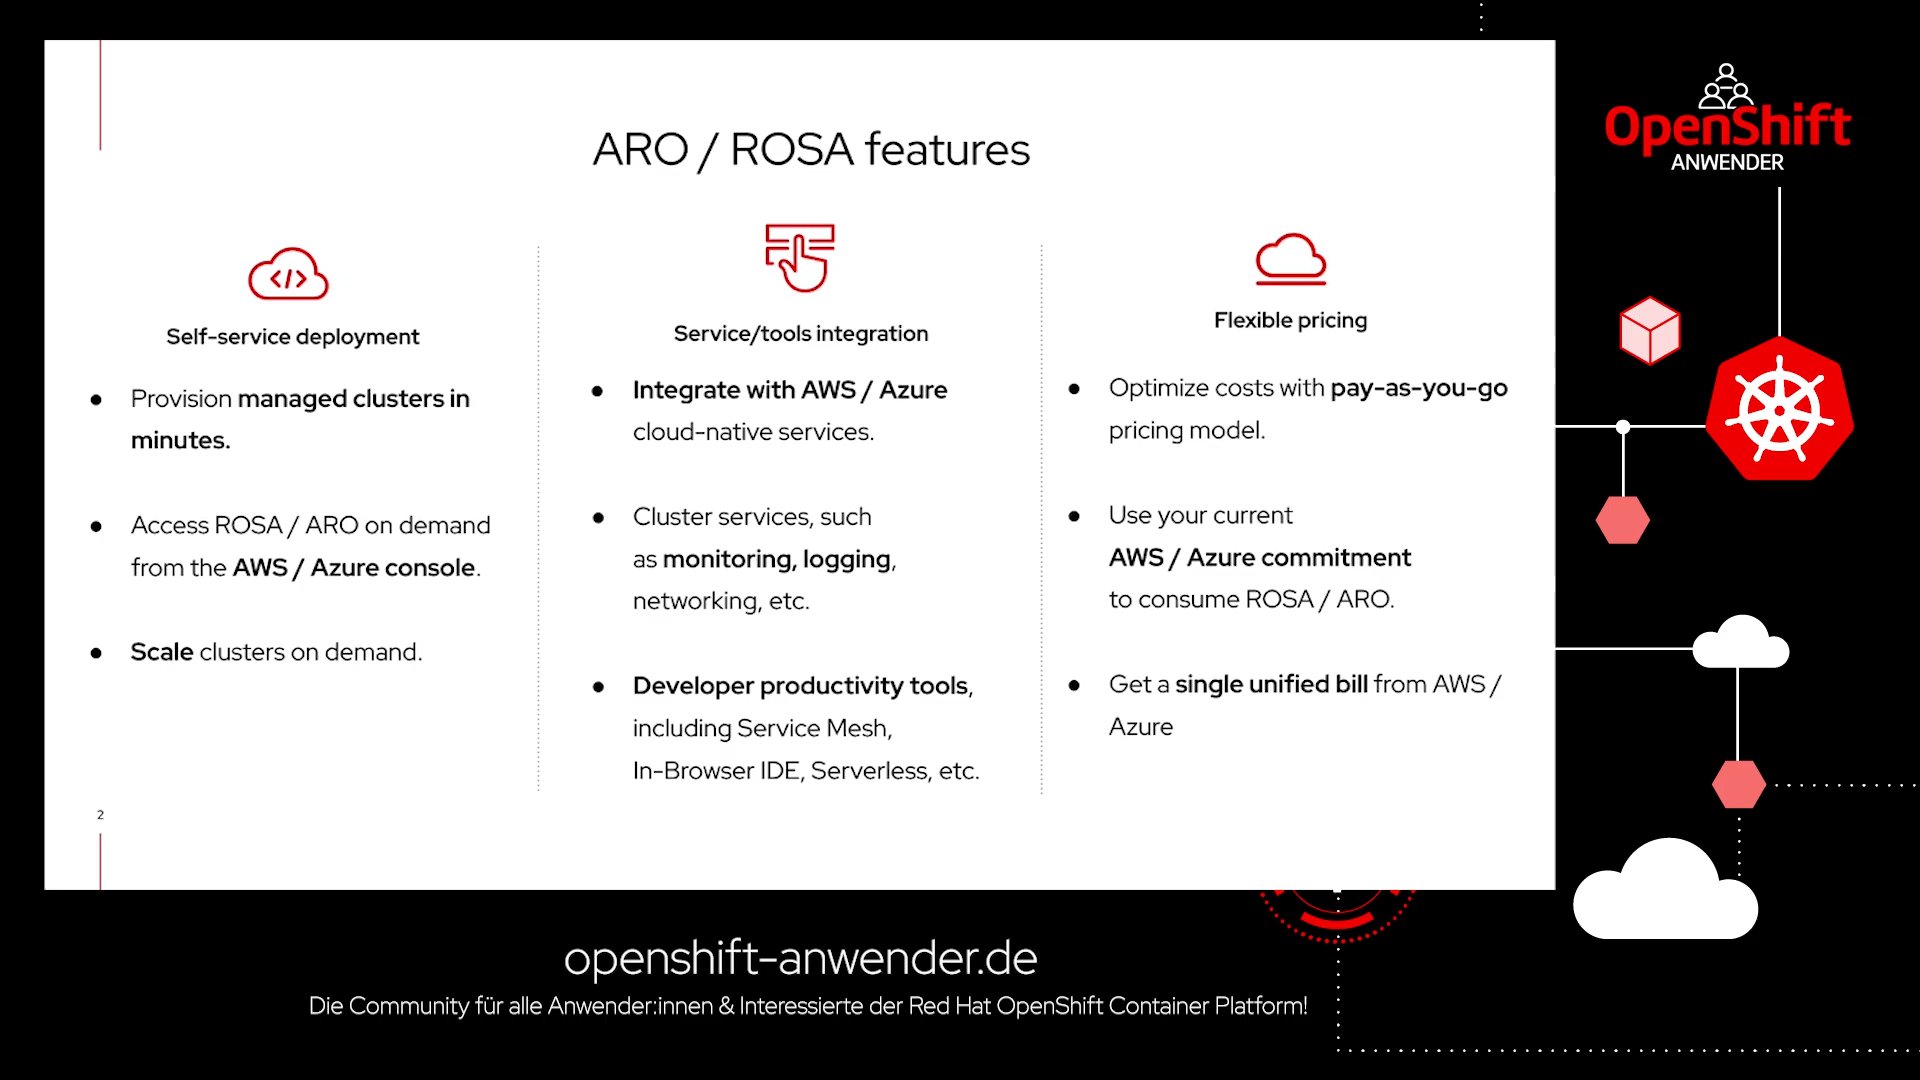 ARO / ROSA features
Self-service deployment
● Provision managed clusters in
minutes.
● Access ROSA / ARO on demand
from the AWS / Azure console.
● Scale clusters on demand.
Service/tools integration
● Integrate with AWS / Azure
cloud-native services.
● Cluster services, such
as monitoring, logging,
networking, etc.
● Developer productivity tools,
including Service Mesh,
In-Browser IDE, Serverless, etc.
Flexible pricing
● Optimize costs with pay-as-you-go
pricing model.
● Use your current
AWS / Azure commitment
to consume ROSA / ARO.
● Get a single unified bill from AWS /
Azure
2
OpenShift
ANWENDER
openshift-anwender.de
Die Community für alle Anwender:innen & Interessierte der Red Hat OpenShift Container Platform!